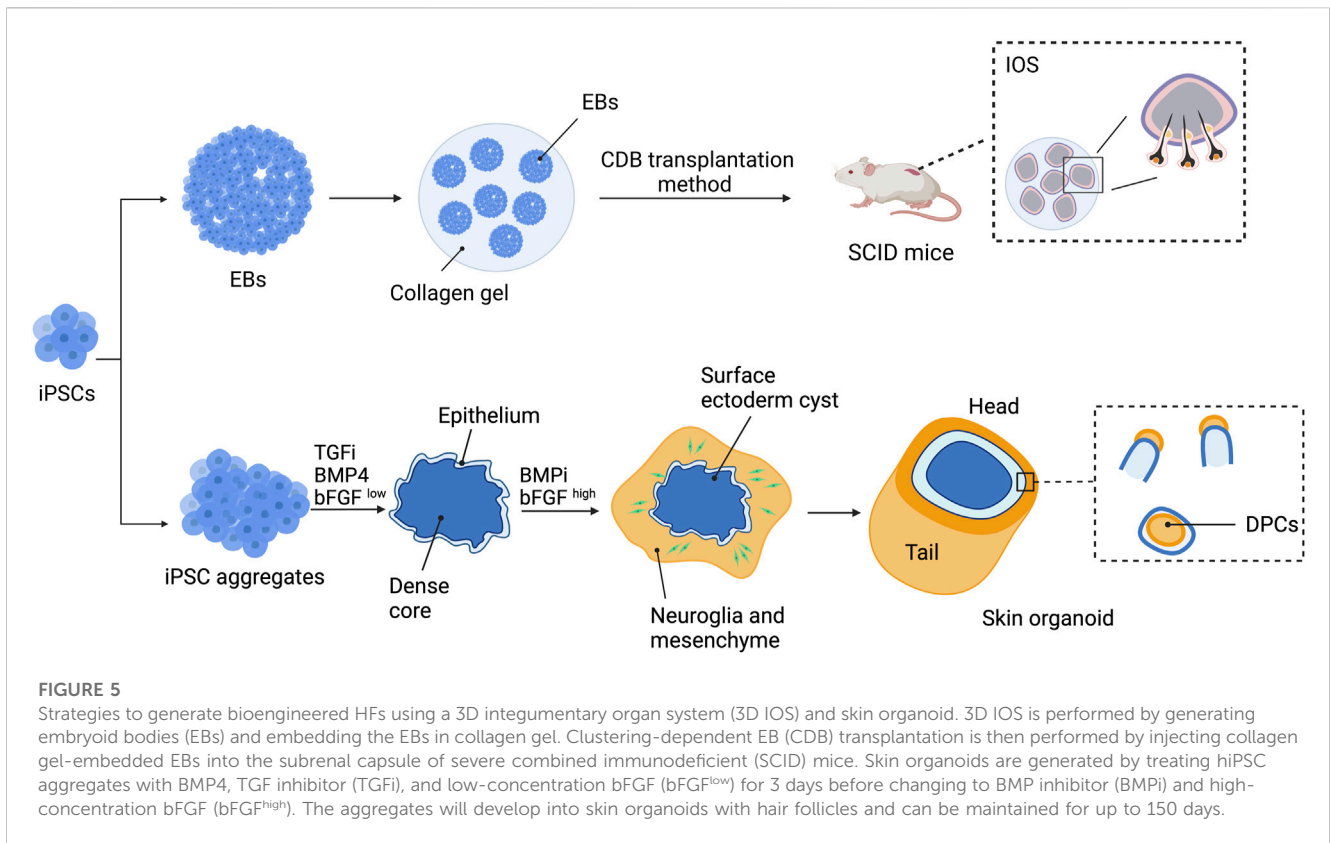 EBs
CDB transplantation
method
IOS
EBs
Collagen gel
SCID mice
iPSCs
TGFi
BMP4
bFGF low
Epithelium
BMPi
bFGF high
Surface
ectoderm cyst
Head
iPSC aggregates
Dense
core
Neuroglia and
mesenchyme
Tail
Skin organoid
DPCs
FIGURE 5
Strategies to generate bioengineered HFs using a 3D integumentary organ system (3D IOS) and skin organoid. 3D IOS is performed by generating
embryoid bodies (EBs) and embedding the EBs in collagen gel. Clustering-dependent EB (CDB) transplantation is then performed by injecting collagen
gel-embedded EBs into the subrenal capsule of severe combined immunodeficient (SCID) mice. Skin organoids are generated by treating hiPSC
aggregates with BMP4, TGF inhibitor (TGFi), and low-concentration bFGF (bFGFlow) for 3 days before changing to BMP inhibitor (BMPi) and high-
concentration bFGF (bFGFhigh). The aggregates will develop into skin organoids with hair follicles and can be maintained for up to 150 days.